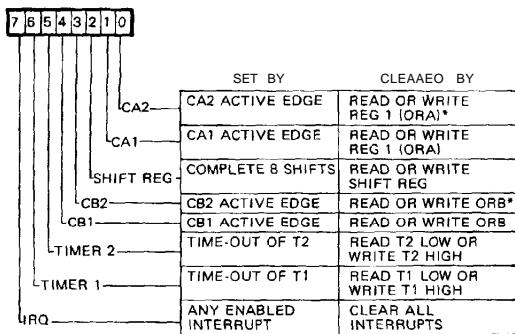 7 6 5 4 3 2 1 0
SET BY CLEAAEO BY
CA2 CA2 ACTIVE EDGE READ OR WRITE
REG 1 (ORA)*
CA1 CA1 ACTIVE EDGE READ OR WRITE
REG 1 (ORA)
SHIFT REG COMPLETE 8 SHIFTS READ OR WRITE
SHIFT REG
CB2 CB2 ACTIVE EDGE READ OR WRITE ORB*
CB1 CB1 ACTIVE EDGE READ OR WRITE ORB
TIMER 2 TIME-OUT OF T2 READ T2 LOW OR
WRITE T2 HIGH
TIMER 1 TIME-OUT OF T1 READ T1 LOW OR
WRITE T1 HIGH
IRQ ANY ENABLED CLEAR ALL
INTERRUPT INTERRUPTS